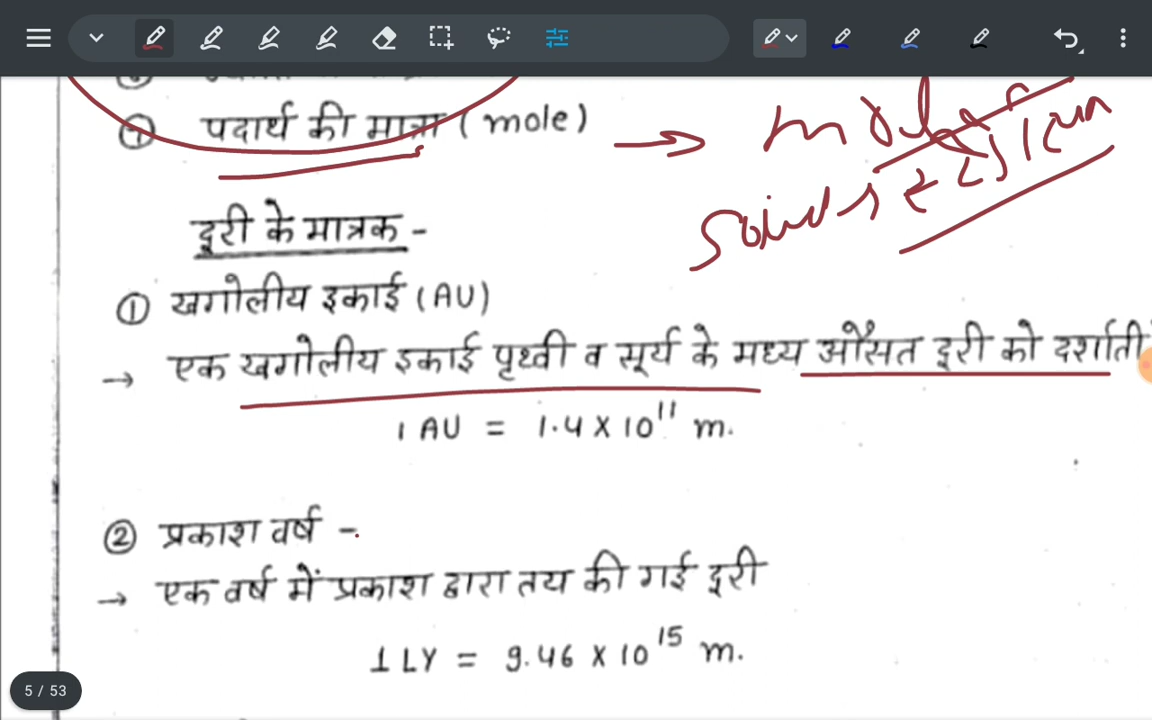 ⑦ पदार्थ की मात्रा (mole) → mole
दूरी के मात्रक -
① खगोलीय इकाई (AU)
→ एक खगोलीय इकाई पृथ्वी व सूर्य के मध्य औसत दूरी को दर्शाती
1 AU = 1.4 X 10¹¹ m.
② प्रकाश वर्ष -
→ एक वर्ष में प्रकाश द्वारा तय की गई दूरी
1 LY = 9.46 X 10¹⁵ m.
5 / 53